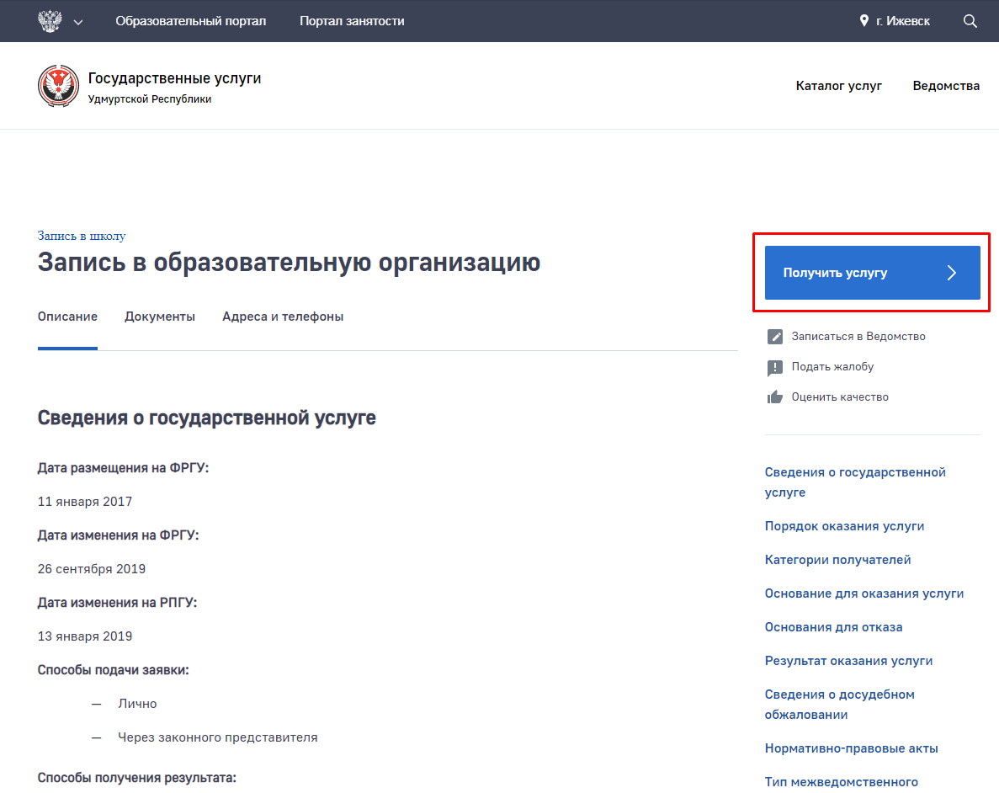 Образовательный портал
Портал занятости
г. Ижевск
Государственные услуги
Удмуртской Республики
Каталог услуг
Ведомства
Запись в школу
Запись в образовательную организацию
Описание
Документы
Адреса и телефоны
Сведения о государственной услуге
Дата размещения на ФРГУ:
11 января 2017
Дата изменения на ФРГУ:
26 сентября 2019
Дата изменения на РПГУ:
13 января 2019
Способы подачи заявки:
— Лично
— Через законного представителя
Способы получения результата:
Получить услугу
Записаться в Ведомство
Подать жалобу
Оценить качество
Сведения о государственной
услуге
Порядок оказания услуги
Категории получателей
Основание для оказания услуги
Основания для отказа
Результат оказания услуги
Сведения о досудебном
обжаловании
Нормативно-правовые акты
Тип межведомственного